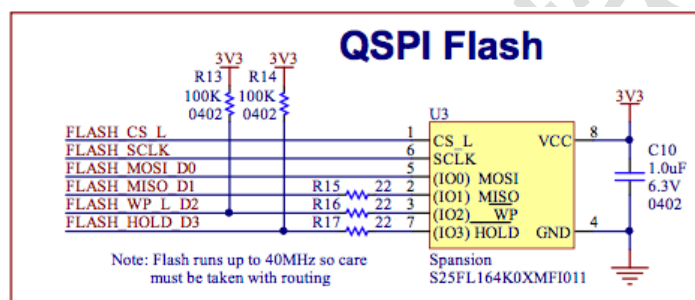 QSPI Flash
3V3 3V3
R13 R14
100K 100K
0402 0402
3V3
U3
FLASH_CS_L 1 CS_L VCC 8
FLASH_SCLK 6 SCLK
FLASH_MOSI_D0 5 (IO0) MOSI
FLASH_MISO_D1 R15 22 2 (IO1) MISO
FLASH_WP_L_D2 R16 22 3 (IO2) WP
FLASH_HOLD_D3 R17 22 7 (IO3) HOLD GND 4
C10
1.0uF
6.3V
0402
Note: Flash runs up to 40MHz so care
must be taken with routing
Spansion
S25FL164K0XMFI011